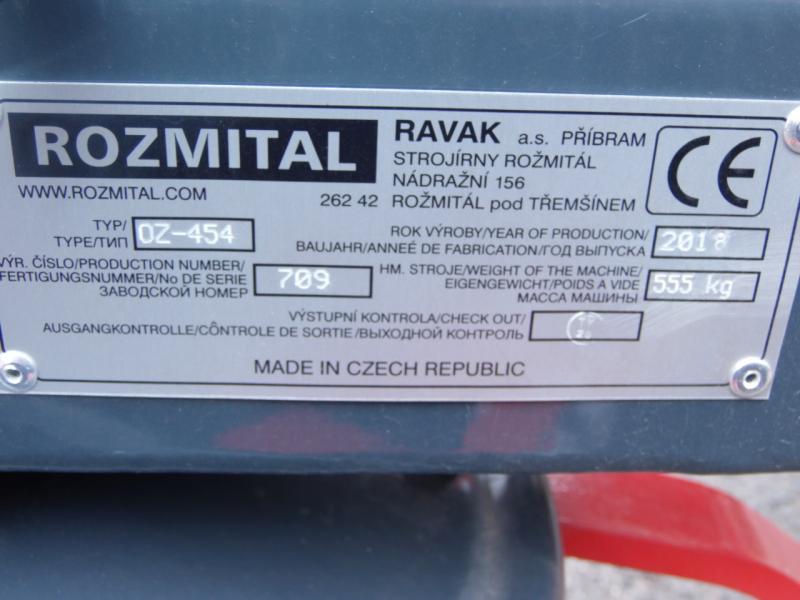 ROZMITAL
WWW.ROZMITAL.COM
RAVAK a.s. PŘÍBRAM
STROJÍRNY ROŽMITÁL
NÁDRAŽNÍ 156
262 42 ROŽMITÁL pod TŘEMŠÍNEM
CE
TYP/
TYPE/ТИП OZ-454
ROK VÝROBY/YEAR OF PRODUCTION/
BAUJAHR/ANNEÉ DE FABRICATION/ГОД ВЫПУСКА 2018
VÝR. ČÍSLO/PRODUCTION NUMBER/
FERTIGUNGSNUMMER/No DE SERIE
ЗАВОДСКОЙ НОМЕР 709
HM. STROJE/WEIGHT OF THE MACHINE/
EIGENGEWICHT/POIDS A VIDE
МАССА МАШИНЫ 555 kg
VÝSTUPNÍ KONTROLA/CHECK OUT/
AUSGANGKONTROLLE/CÔNTROLE DE SORTIE/ВЫХОДНОЙ КОНТРОЛЬ
MADE IN CZECH REPUBLIC